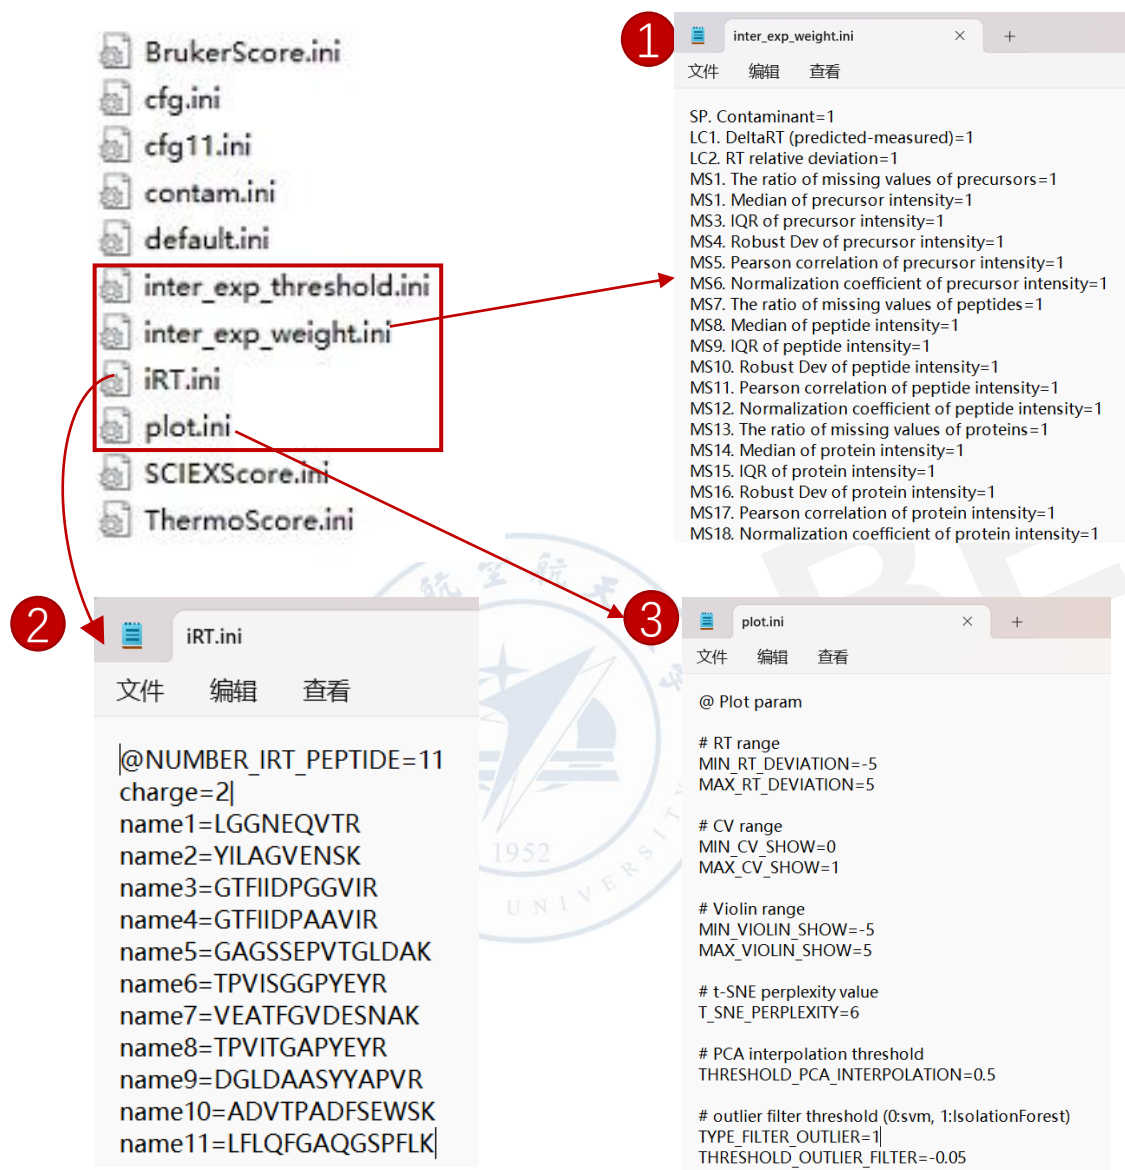 BrukerScore.ini
cfg.ini
cfg11.ini
contam.ini
default.ini
inter_exp_threshold.ini
inter_exp_weight.ini
iRT.ini
plot.ini
SCIEXScore.ini
ThermoScore.ini
1
inter_exp_weight.ini × +
文件 编辑 查看
SP. Contaminant=1
LC1. DeltaRT (predicted-measured)=1
LC2. RT relative deviation=1
MS1. The ratio of missing values of precursors=1
MS1. Median of precursor intensity=1
MS3. IQR of precursor intensity=1
MS4. Robust Dev of precursor intensity=1
MS5. Pearson correlation of precursor intensity=1
MS6. Normalization coefficient of precursor intensity=1
MS7. The ratio of missing values of peptides=1
MS8. Median of peptide intensity=1
MS9. IQR of peptide intensity=1
MS10. Robust Dev of peptide intensity=1
MS11. Pearson correlation of peptide intensity=1
MS12. Normalization coefficient of peptide intensity=1
MS13. The ratio of missing values of proteins=1
MS14. Median of protein intensity=1
MS15. IQR of protein intensity=1
MS16. Robust Dev of protein intensity=1
MS17. Pearson correlation of protein intensity=1
MS18. Normalization coefficient of protein intensity=1
2
iRT.ini
文件 编辑 查看
@NUMBER_IRT_PEPTIDE=11
charge=2
name1=LGGNEQVTR
name2=YILAGVENSK
name3=GTFIIDPGGVIR
name4=GTFIIDPAAVIR
name5=GAGSSEPVTGLDAK
name6=TPVISGGPYEYR
name7=VEATFGVDESNAK
name8=TPVITGAPYEYR
name9=DGLDAASYYAPVR
name10=ADVTPADFSEWSK
name11=LFLQFGAQGSPFLK
3
plot.ini × +
文件 编辑 查看
@ Plot param
# RT range
MIN_RT_DEVIATION=-5
MAX_RT_DEVIATION=5
# CV range
MIN_CV_SHOW=0
MAX_CV_SHOW=1
# Violin range
MIN_VIOLIN_SHOW=-5
MAX_VIOLIN_SHOW=5
# t-SNE perplexity value
T_SNE_PERPLEXITY=6
# PCA interpolation threshold
THRESHOLD_PCA_INTERPOLATION=0.5
# outlier filter threshold (0:svm, 1:IsolationForest)
TYPE_FILTER_OUTLIER=1
THRESHOLD_OUTLIER_FILTER=-0.05
航空航天
1952
UNIVERSITY